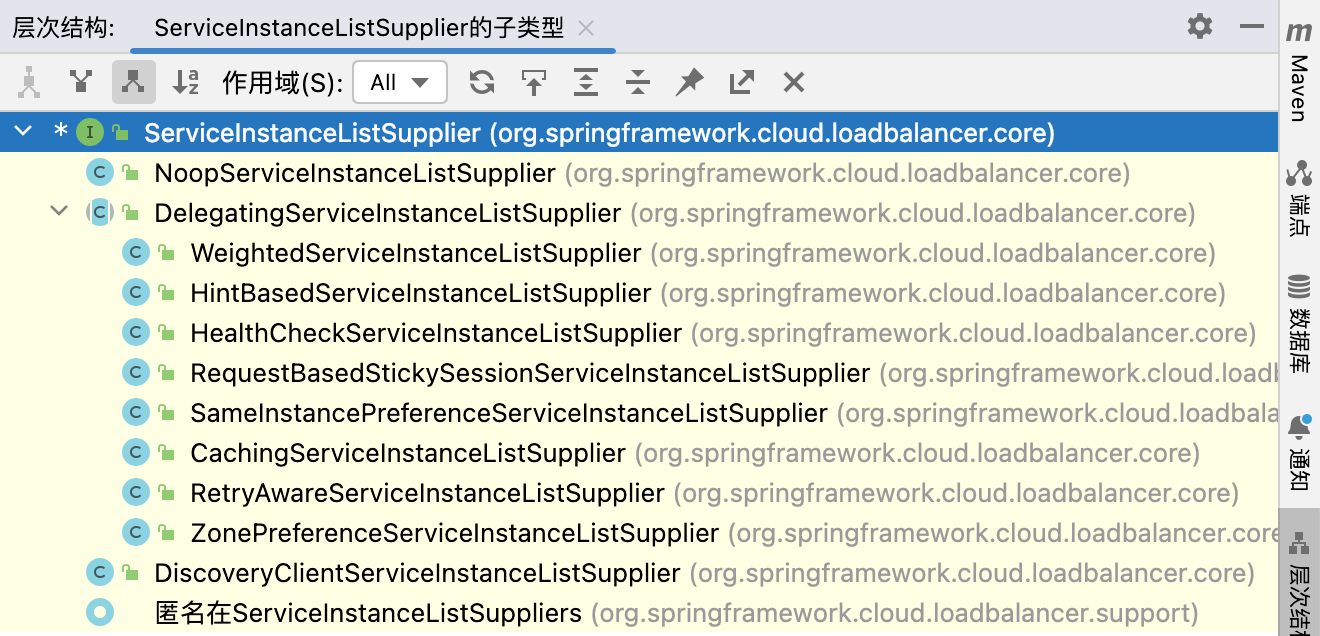 层次结构: ServiceInstanceListSupplier的子类型
作用域(S): All
* ServiceInstanceListSupplier (org.springframework.cloud.loadbalancer.core)
NoopServiceInstanceListSupplier (org.springframework.cloud.loadbalancer.core)
DelegatingServiceInstanceListSupplier (org.springframework.cloud.loadbalancer.core)
WeightedServiceInstanceListSupplier (org.springframework.cloud.loadbalancer.core)
HintBasedServiceInstanceListSupplier (org.springframework.cloud.loadbalancer.core)
HealthCheckServiceInstanceListSupplier (org.springframework.cloud.loadbalancer.core)
RequestBasedStickySessionServiceInstanceListSupplier (org.springframework.cloud.load
SameInstancePreferenceServiceInstanceListSupplier (org.springframework.cloud.loadbala
CachingServiceInstanceListSupplier (org.springframework.cloud.loadbalancer.core)
RetryAwareServiceInstanceListSupplier (org.springframework.cloud.loadbalancer.core)
ZonePreferenceServiceInstanceListSupplier (org.springframework.cloud.loadbalancer.core
DiscoveryClientServiceInstanceListSupplier (org.springframework.cloud.loadbalancer.core)
匿名在ServiceInstanceListSuppliers (org.springframework.cloud.loadbalancer.support)
Maven
端点
数据库
通知
层次结构